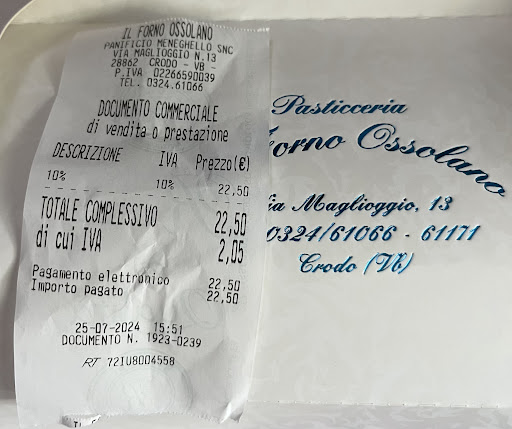 IL FORNO OSSOLANO
PANIFICIO MENEGHELLO SNC
VIA MAGLIOGGIO N.13
28862 CRODO - VB -
P.IVA 02266590039
TEL. 0324.61066
DOCUMENTO COMMERCIALE
di vendita o prestazione
DESCRIZIONE IVA Prezzo(€)
10% 10% 22,50
TOTALE COMPLESSIVO 22,50
di cui IVA 2,05
Pagamento elettronico 22,50
Importo pagato 22,50
25-07-2024 15:51
DOCUMENTO N. 1923-0239
RT 72IU8004558
Pasticceria
Forno Ossolano
ia Maglioggio, 13
0324/61066 - 61171
Crodo (Vb)